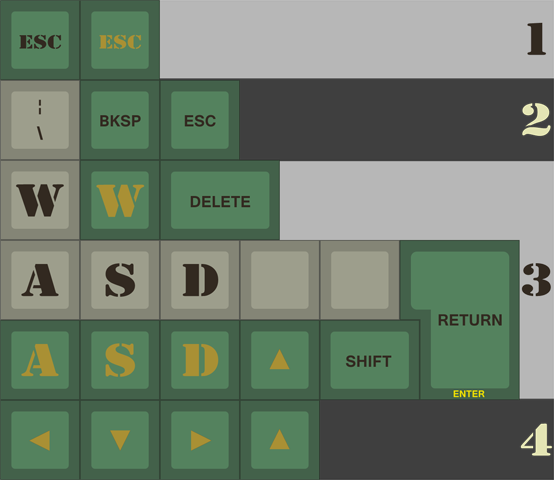 ESC ESC 1
¦ \ BKSP ESC 2
W W DELETE
A S D 3
RETURN
A S D ▲ SHIFT
ENTER
◄ ▼ ► ▲ 4